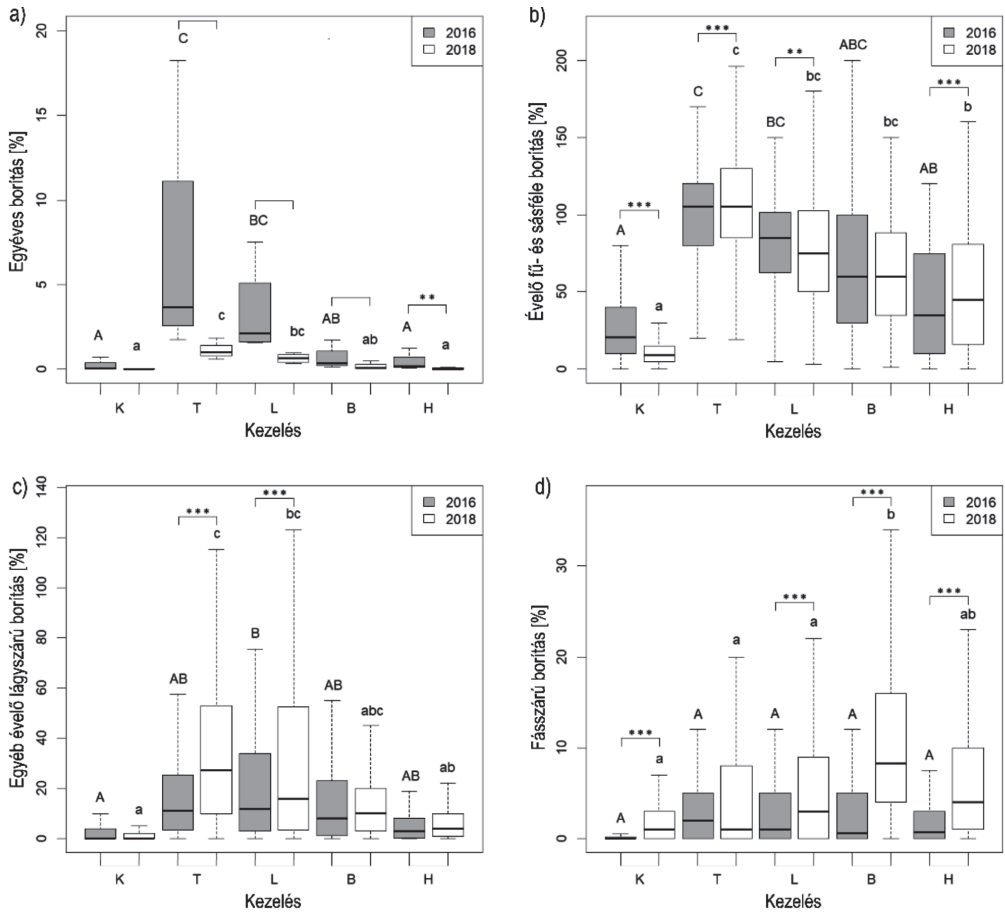 a)
Egyéves borítás [%]
20
15
10
5
0
2016
2018
C
c
BC
bc
AB
ab
**
A
a
A
a
K T L B H
Kezelés
b)
Évelő fű- és sásféle borítás [%]
200
150
100
50
0
2016
2018
***
A
a
***
C
c
**
BC
bc
ABC
bc
***
AB
b
K T L B H
Kezelés
c)
Egyéb évelő lágyszárú borítás [%]
140
120
100
80
60
40
20
0
2016
2018
A
a
***
AB
c
***
B
bc
AB
abc
AB
ab
K T L B H
Kezelés
d)
Fásszárú borítás [%]
30
20
10
0
2016
2018
***
A
a
A
a
***
A
a
***
A
b
***
A
ab
K T L B H
Kezelés